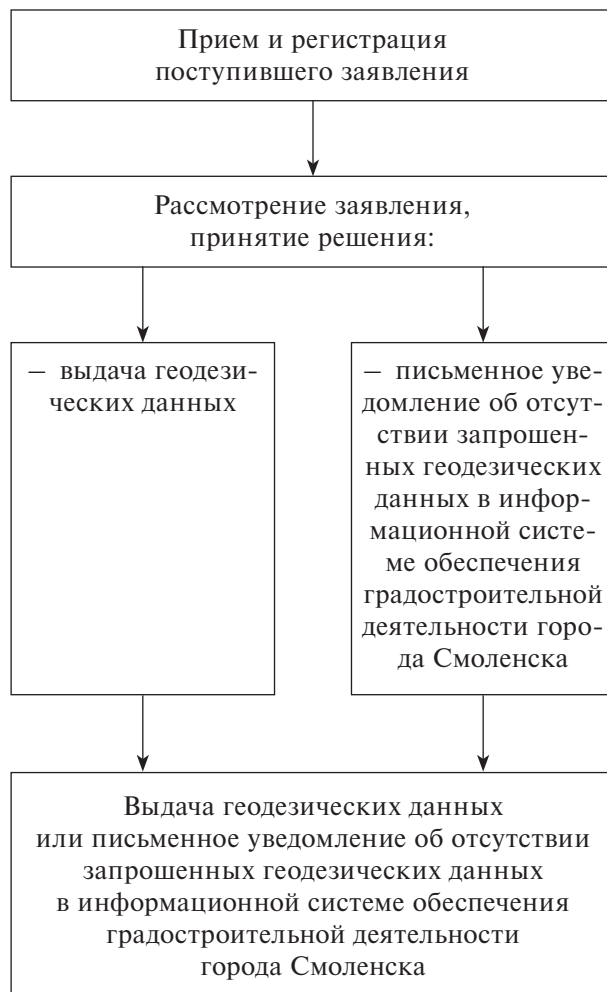 Прием и регистрация
поступившего заявления
Рассмотрение заявления,
принятие решения:
— выдача геодези-
ческих данных
— письменное уве-
домление об отсут-
ствии запрошен-
ных геодезических
данных в инфор-
мационной систе-
ме обеспечения
градостроительной
деятельности горо-
да Смоленска
Выдача геодезических данных
или письменное уведомление об отсутствии
запрошенных геодезических данных
в информационной системе обеспечения
градостроительной деятельности
города Смоленска